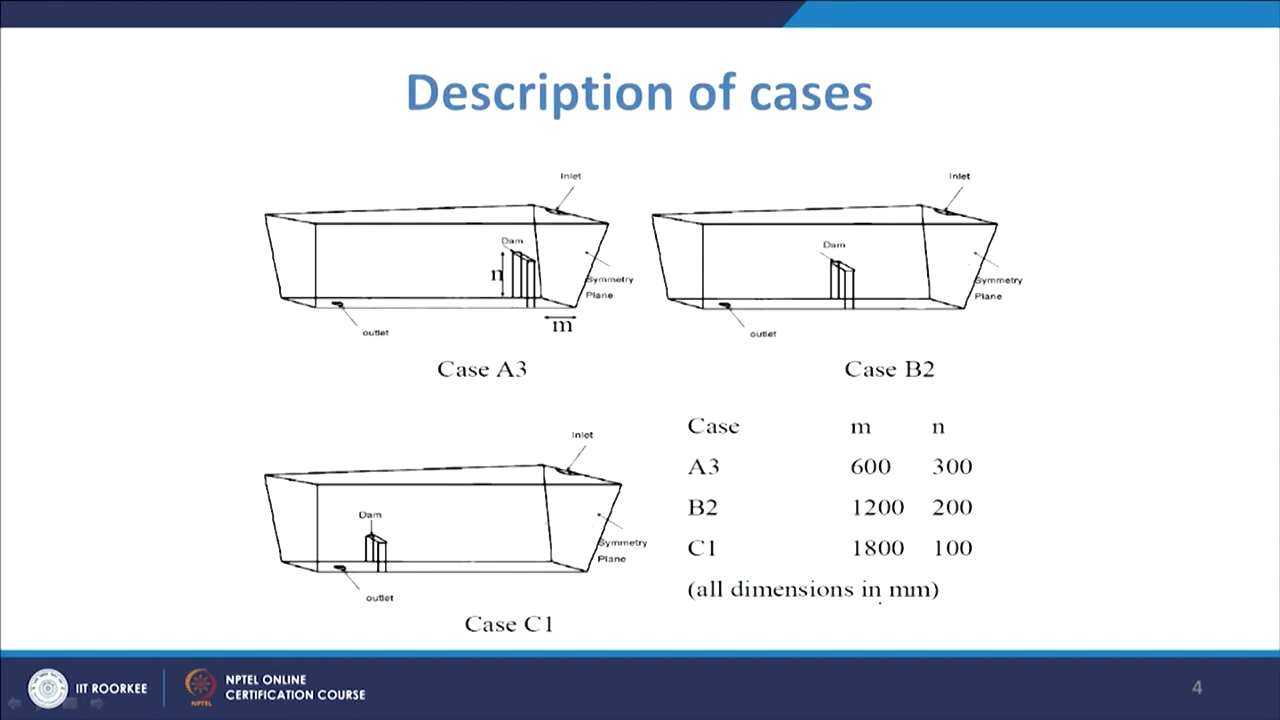 Description of cases
Inlet
Dam
n
Symmetry
Plane
m
outlet
Case A3
Inlet
Dam
Symmetry
Plane
outlet
Case B2
Inlet
Dam
Symmetry
Plane
outlet
Case C1
Case m n
A3 600 300
B2 1200 200
C1 1800 100
(all dimensions in mm)
IIT ROORKEE
NPTEL
NPTEL ONLINE
CERTIFICATION COURSE
4